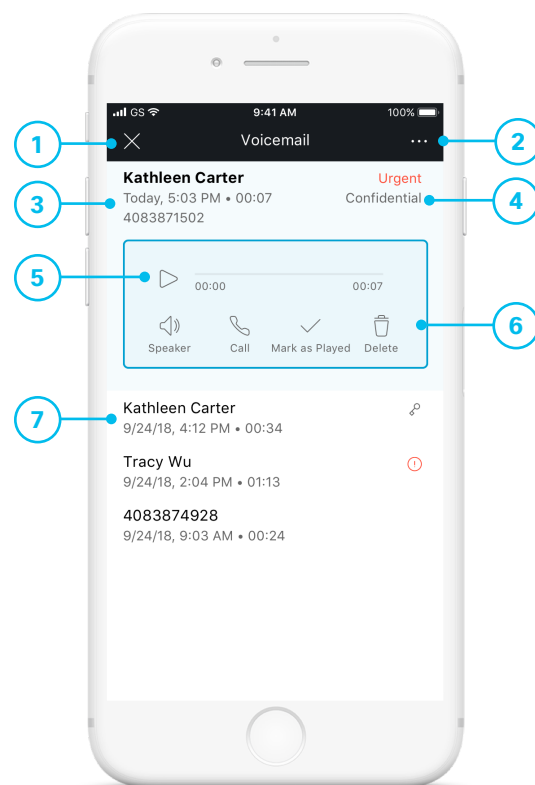 GS 9:41 AM 100%
1 Voicemail ... 2
Kathleen Carter Urgent
3 Today, 5:03 PM • 00:07 Confidential 4
4083871502
5
00:00 00:07
6
Speaker Call Mark as Played Delete
7 Kathleen Carter
9/24/18, 4:12 PM • 00:34
Tracy Wu
9/24/18, 2:04 PM • 01:13
4083874928
9/24/18, 9:03 AM • 00:24